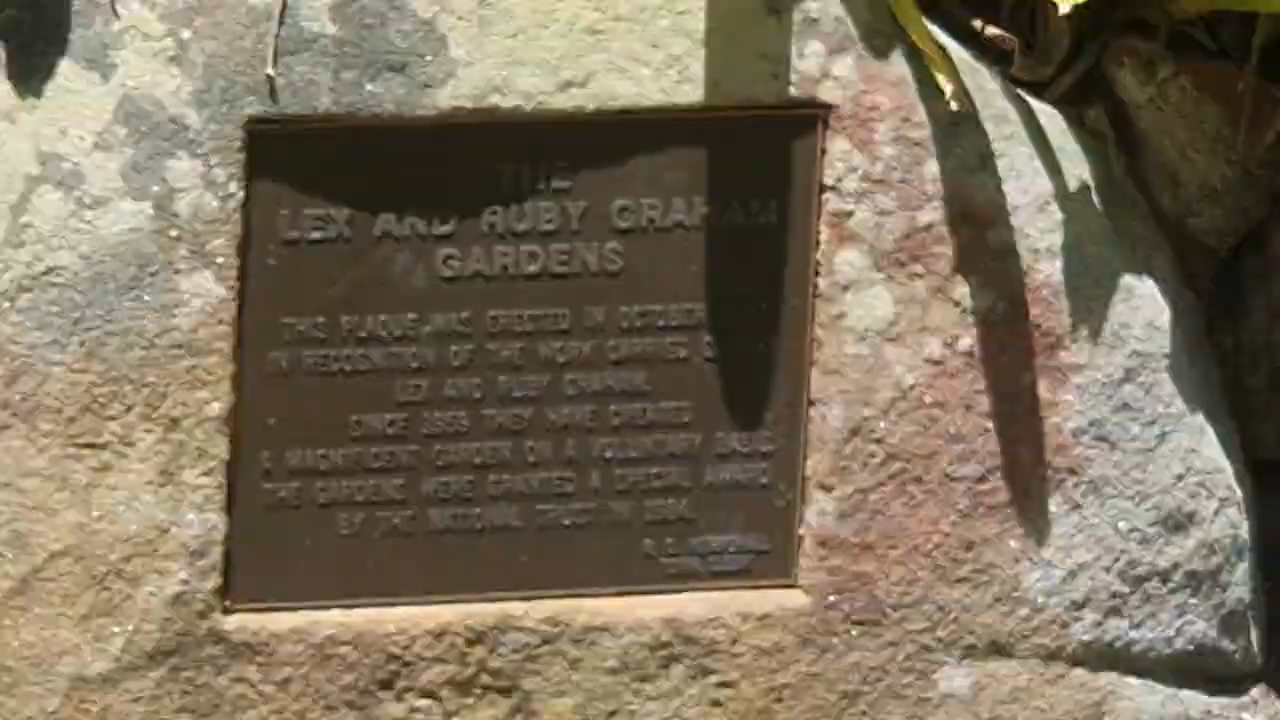 THE
LEX AND RUBY GRAHAM
GARDENS
THIS PLAQUE WAS ERECTED IN OCTOBER
IN RECOGNITION OF THE WORK CARRIED
LEX AND RUBY GRAHAM.
SINCE THEY HAVE CREATED
A MAGNIFICENT GARDEN ON A VOLUNTARY BASIS
THE GARDENS WERE GRANTED A SPECIAL AWARD
BY THE NATIONAL TRUST IN